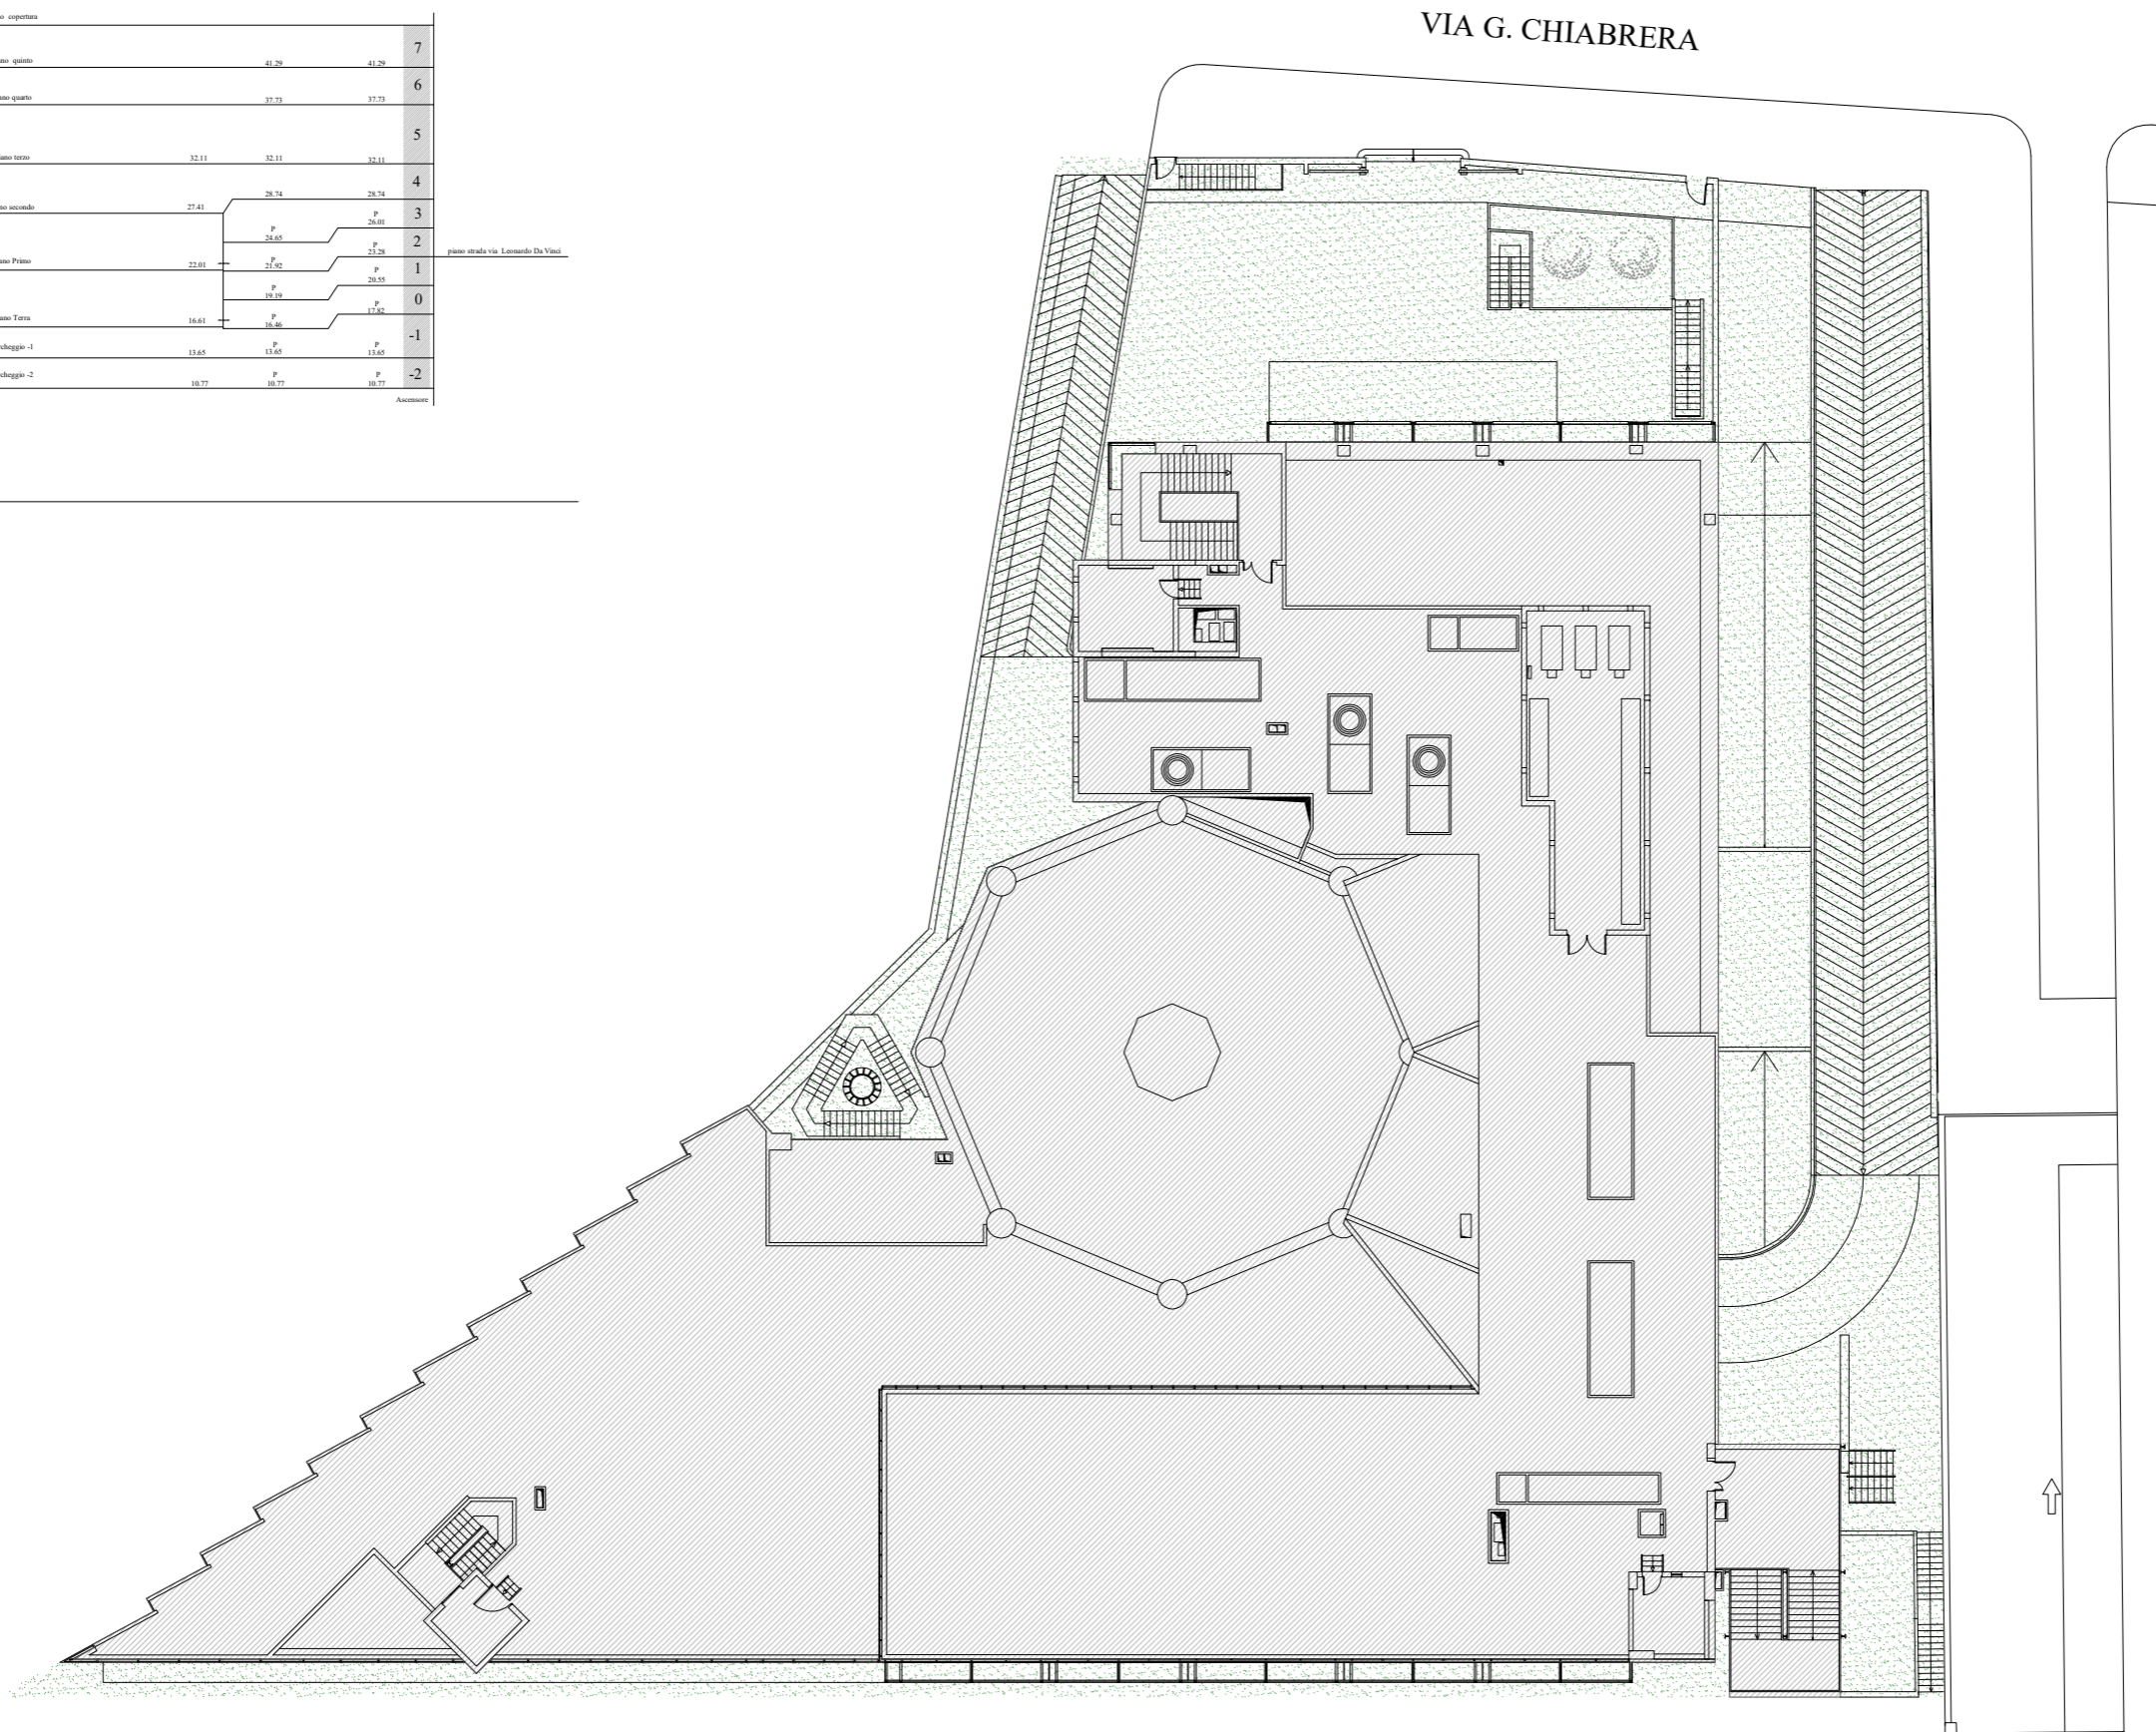 copertura
VIA G. CHIABRERA
7
quinto 41.29 41.29
6
quarto 37.73 37.73
5
terzo 32.11 32.11 32.11
4
28.74 28.74
secondo 27.41
3
P 24.65 P 26.01
2
P 21.92 P 23.28 piano strada via Leonardo Da Vinci
Primo 22.01
1
P 19.19 P 20.55
0
Terra 16.61 P 16.46 P 17.82
-1
-1 13.65 P 13.65 P 13.65
-2
-2 10.77 P 10.77 P 10.77
Ascensore